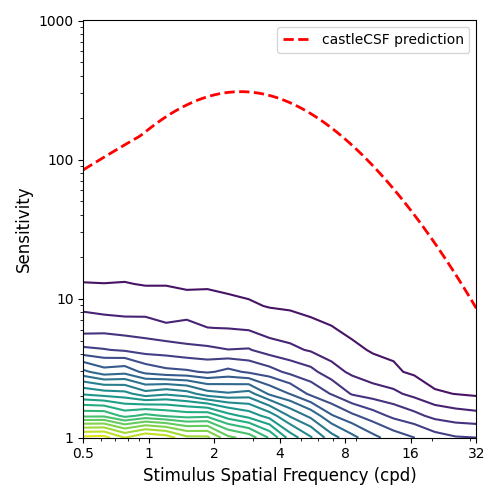 1000
castleCSF prediction
100
Sensitivity
10
1
0.5 1 2 4 8 16 32
Stimulus Spatial Frequency (cpd)